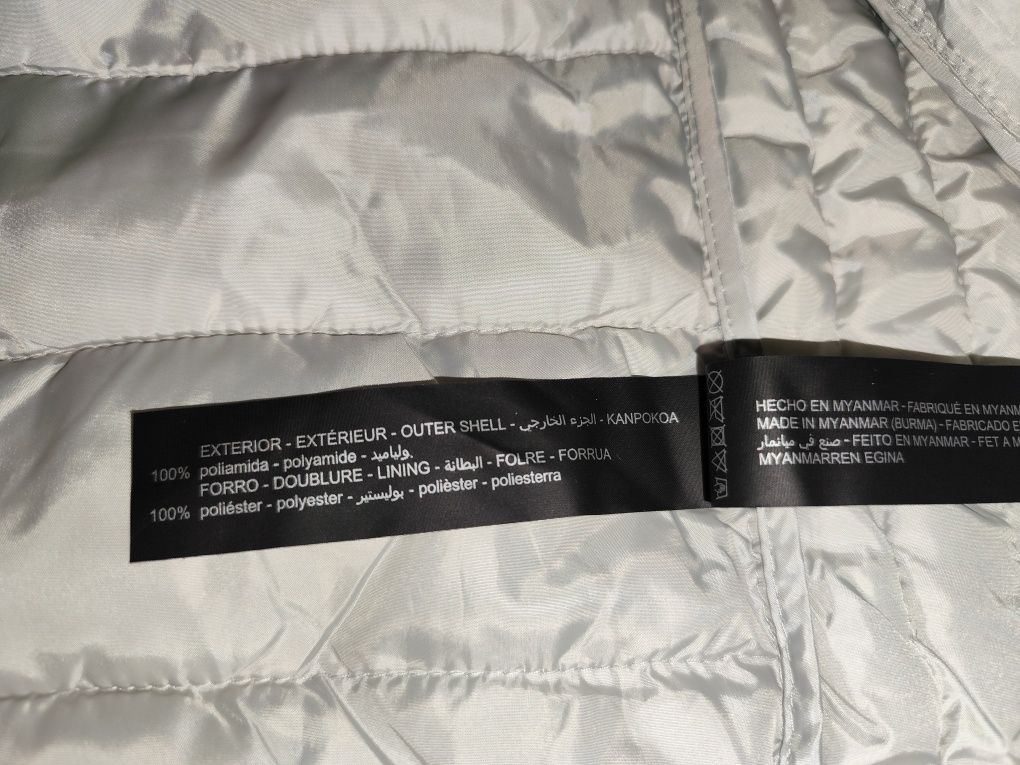 EXTERIOR - EXTÉRIEUR - OUTER SHELL - الجزء الخارجي - KANPOKOA
100% poliamida - polyamide - وليامید.
FORRO - DOUBLURE - LINING - البطانة - FOLRE - FORRUA
100% poliéster - polyester - بوليستير - polièster - poliesterra
HECHO EN MYANMAR - FABRIQUÉ EN
MADE IN MYANMAR (BURMA) - FABRICADO
صنع في ميانمار - FEITO EN MYANMAR - FET A
MYANMARREN EGINA